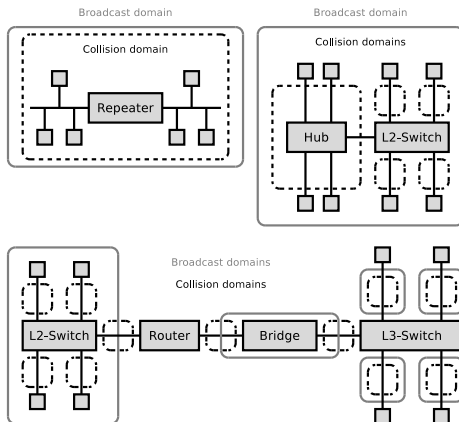 Broadcast domain
Collision domain
Repeater
Broadcast domain
Collision domains
Hub
L2-Switch
Broadcast domains
Collision domains
L2-Switch
Router
Bridge
L3-Switch